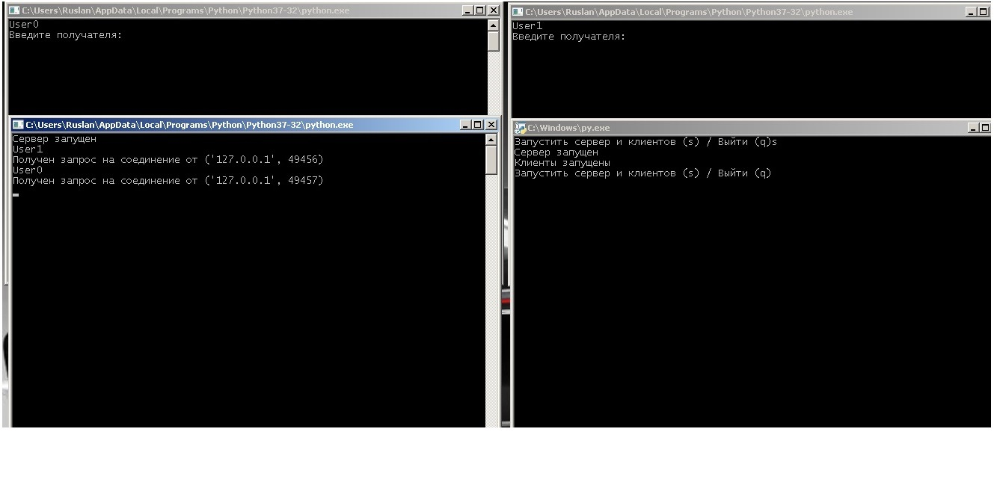 C:\Users\Ruslan\AppData\Local\Programs\Python\Python37-32\python.exe
User0
Введите получателя:
C:\Users\Ruslan\AppData\Local\Programs\Python\Python37-32\python.exe
User1
Введите получателя:
C:\Users\Ruslan\AppData\Local\Programs\Python\Python37-32\python.exe
Сервер запущен
User1
Получен запрос на соединение от ('127.0.0.1', 49456)
User0
Получен запрос на соединение от ('127.0.0.1', 49457)
C:\Windows\py.exe
Запустить сервер и клиентов (s) / Выйти (q)s
Сервер запущен
Клиенты запущены
Запустить сервер и клиентов (s) / Выйти (q)